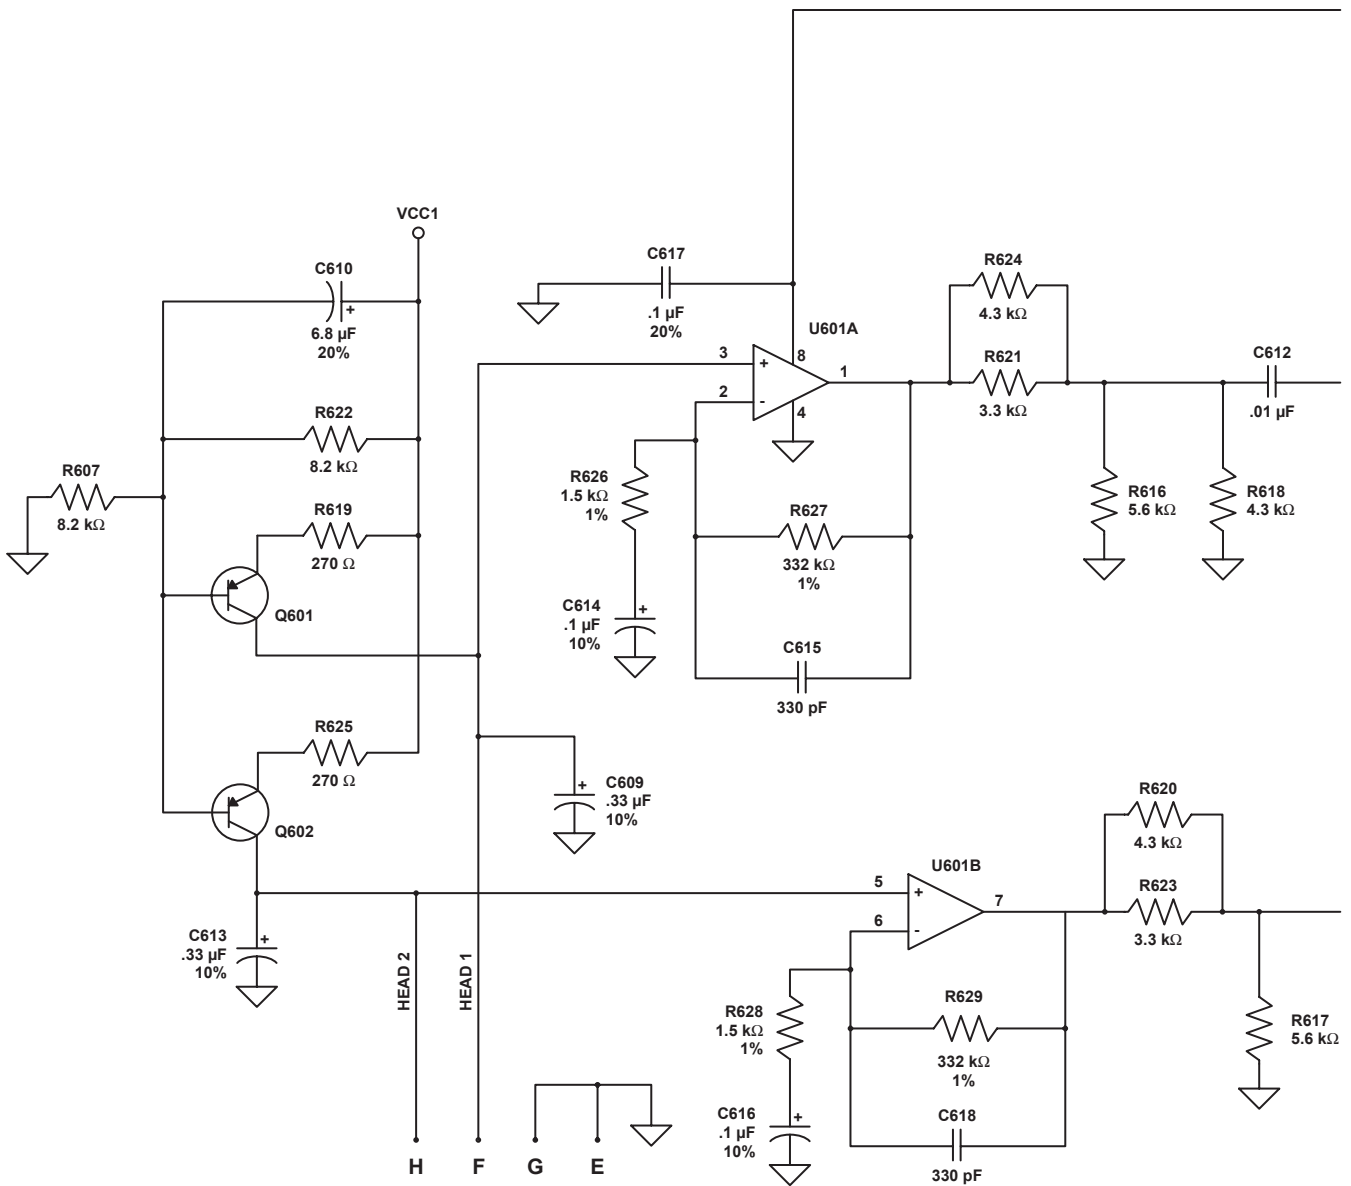 VCC1
C610
+
6.8 µF
20%
R622
8.2 kΩ
R607
8.2 kΩ
R619
270 Ω
Q601
R625
270 Ω
Q602
C613
+
.33 µF
10%
HEAD 2
HEAD 1
C609
+
.33 µF
10%
H F G E
C617
.1 µF
20%
U601A
3
+
8
1
2
-
4
R626
1.5 kΩ
1%
R627
332 kΩ
1%
C614
+
.1 µF
10%
C615
330 pF
R624
4.3 kΩ
R621
3.3 kΩ
C612
.01 µF
R616
5.6 kΩ
R618
4.3 kΩ
U601B
5
+
7
6
-
R628
1.5 kΩ
1%
R629
332 kΩ
1%
C616
+
.1 µF
10%
C618
330 pF
R620
4.3 kΩ
R623
3.3 kΩ
R617
5.6 kΩ